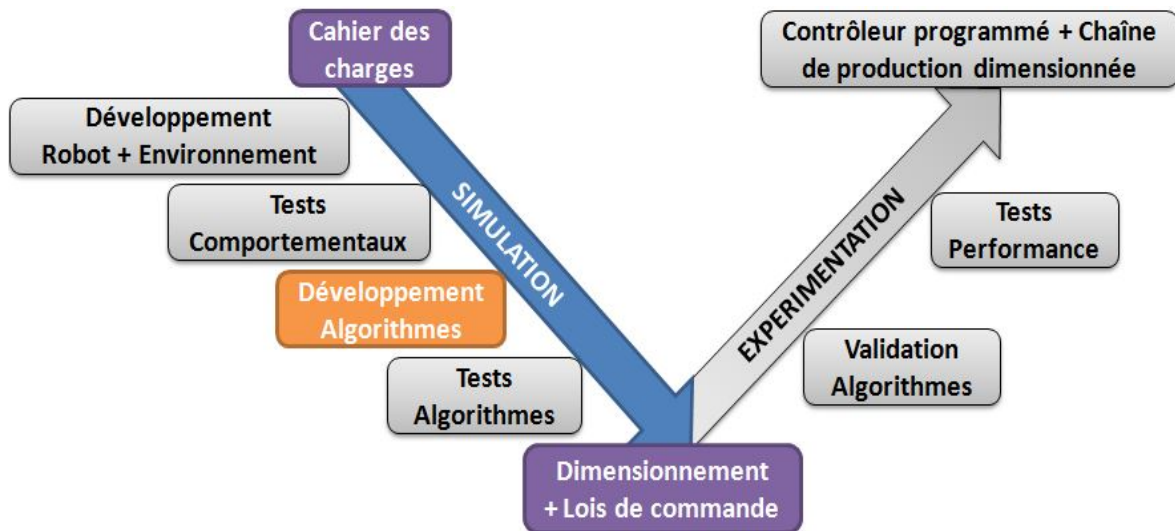 Cahier des
charges
Développement
Robot + Environnement
Tests
Comportementaux
Développement
Algorithmes
Tests
Algorithmes
SIMULATION
Dimensionnement
+ Lois de commande
EXPERIMENTATION
Validation
Algorithmes
Tests
Performance
Contrôleur programmé + Chaîne
de production dimensionnée